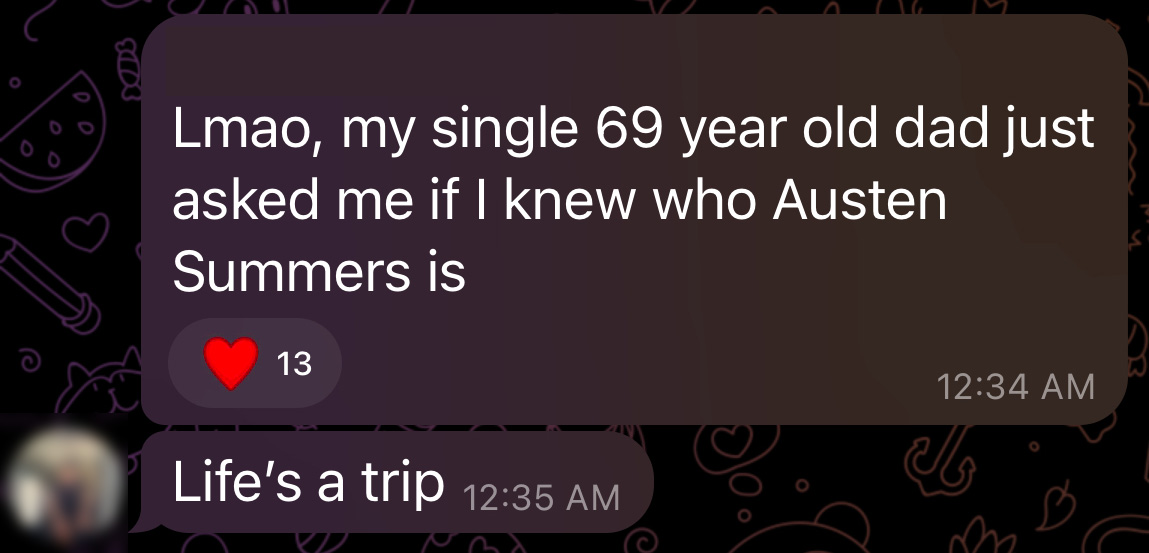 Lmao, my single 69 year old dad just
asked me if I knew who Austen
Summers is
❤️ 13
12:34 AM
Life’s a trip 12:35 AM